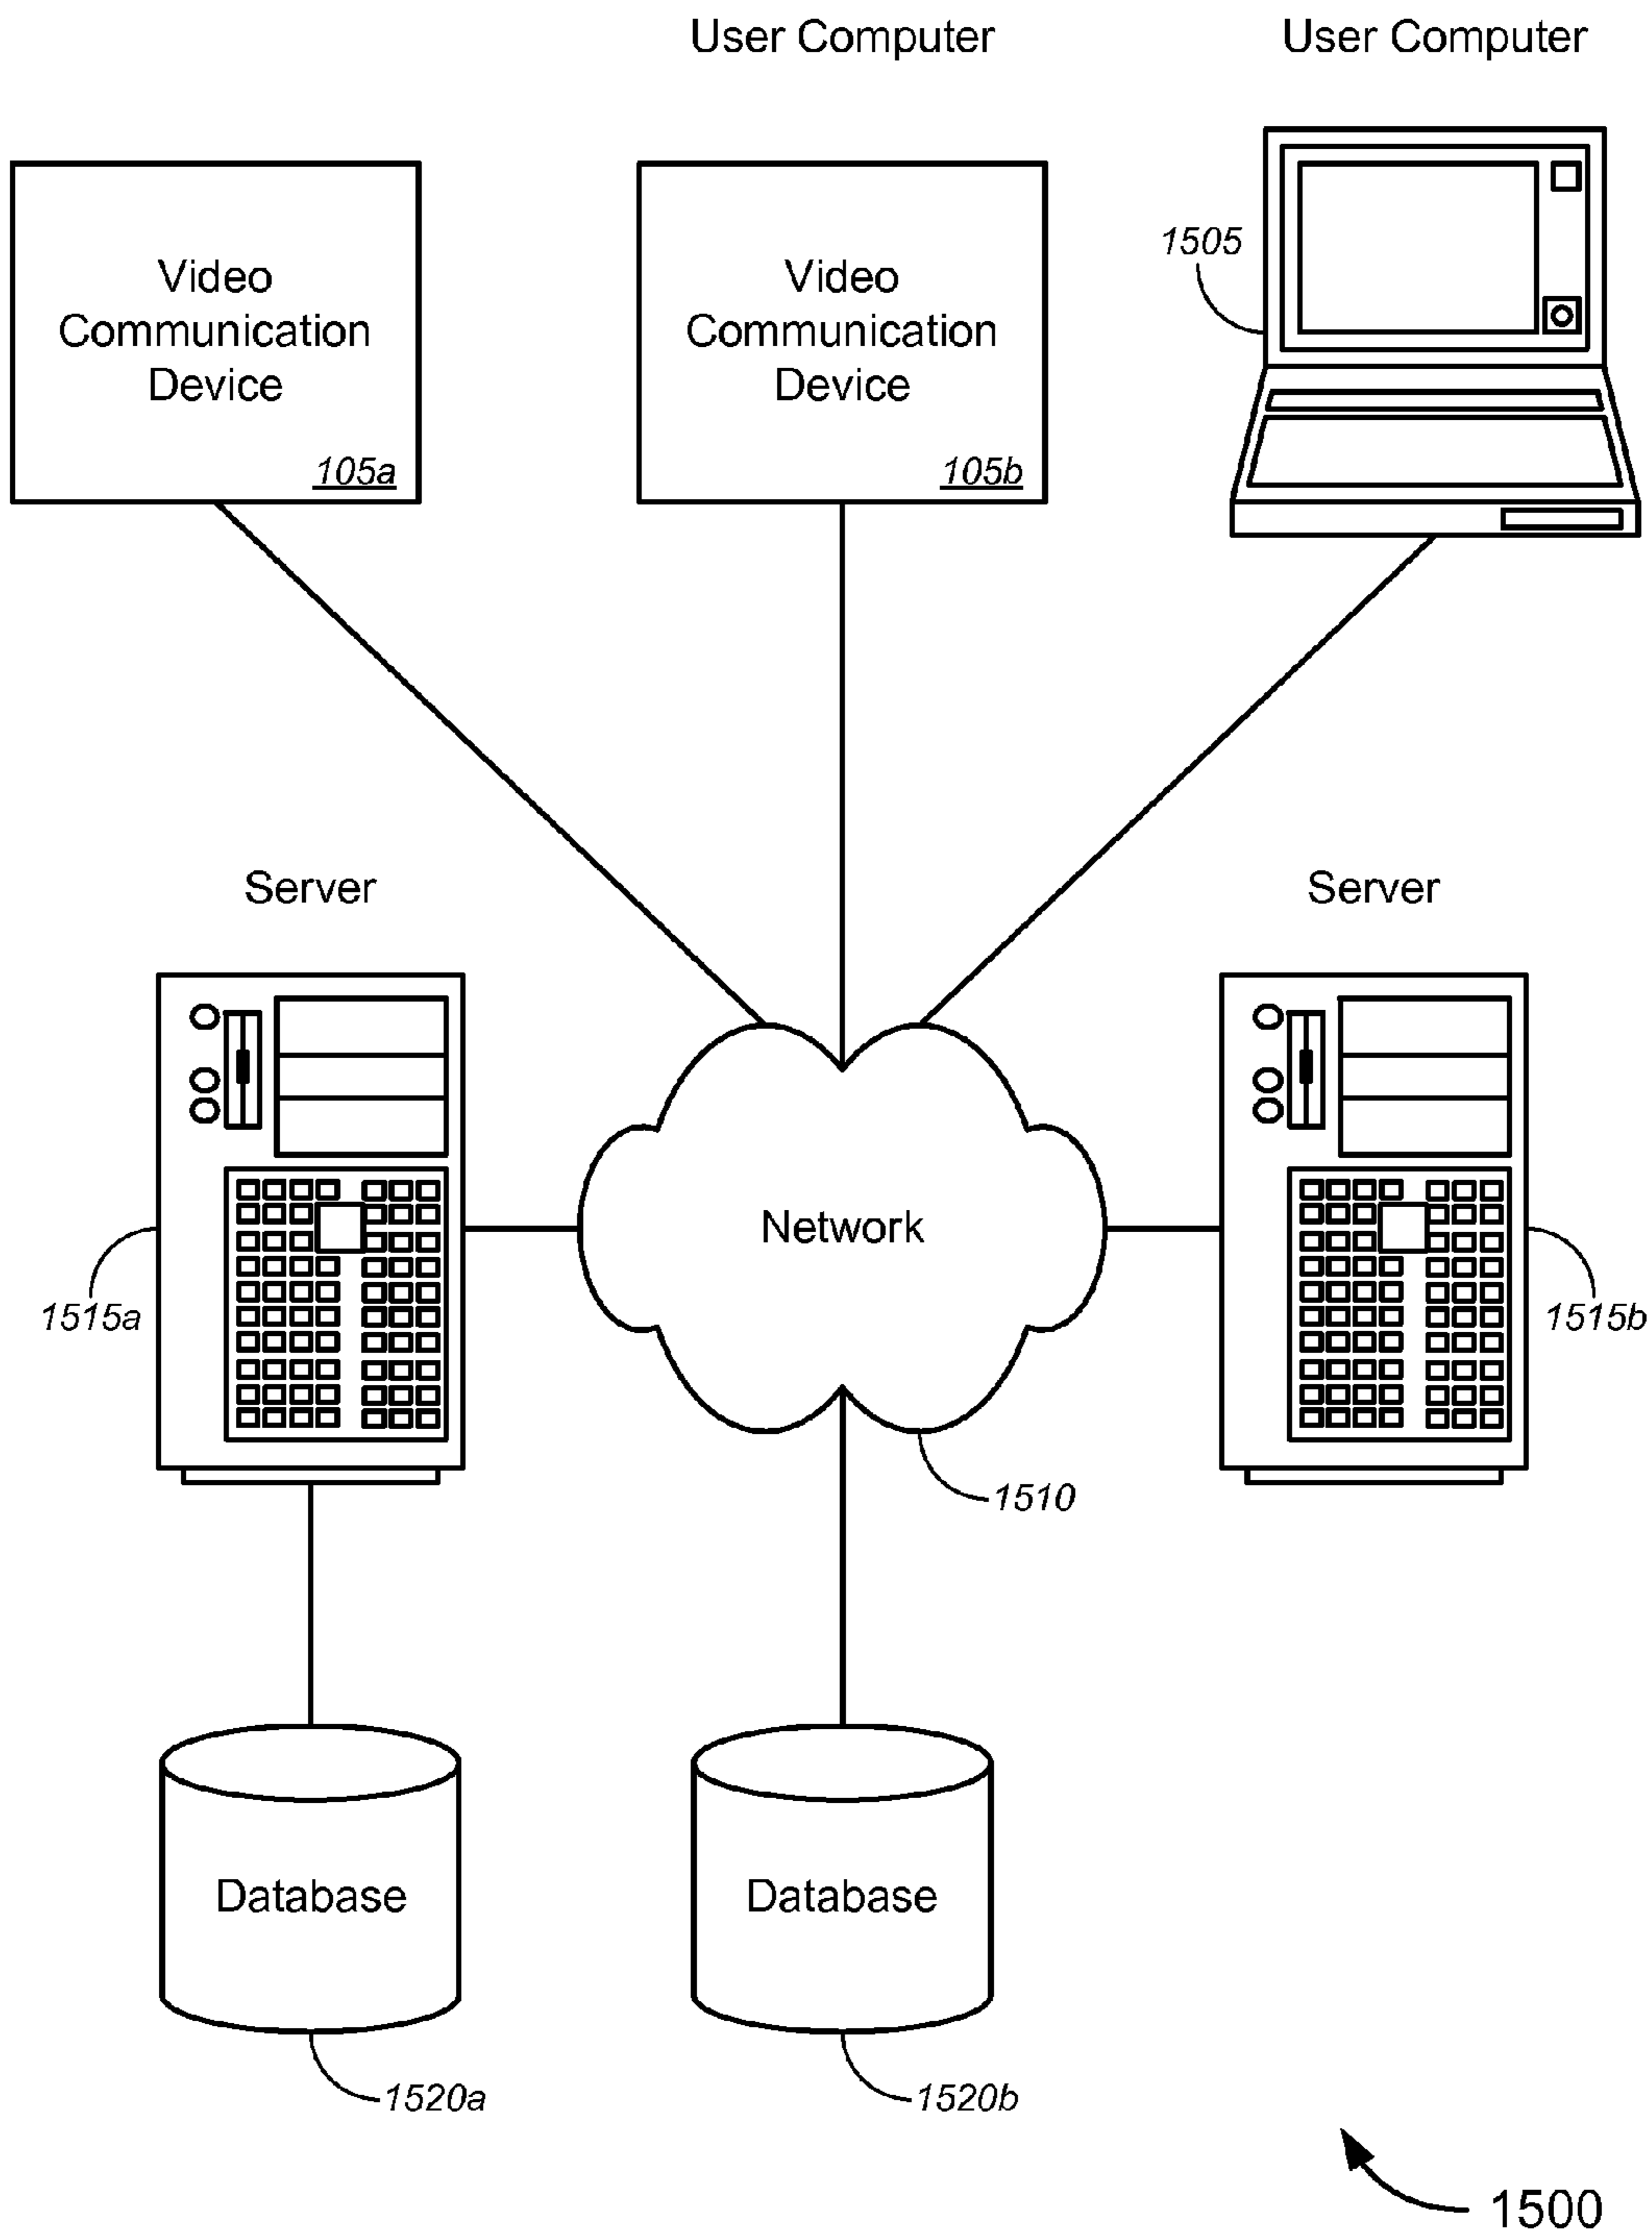 User Computer
User Computer
Video
Communication
Device
105a
Video
Communication
Device
105b
1505
Server
Server
Network
1515a
1515b
1510
Database
Database
1520a
1520b
1500